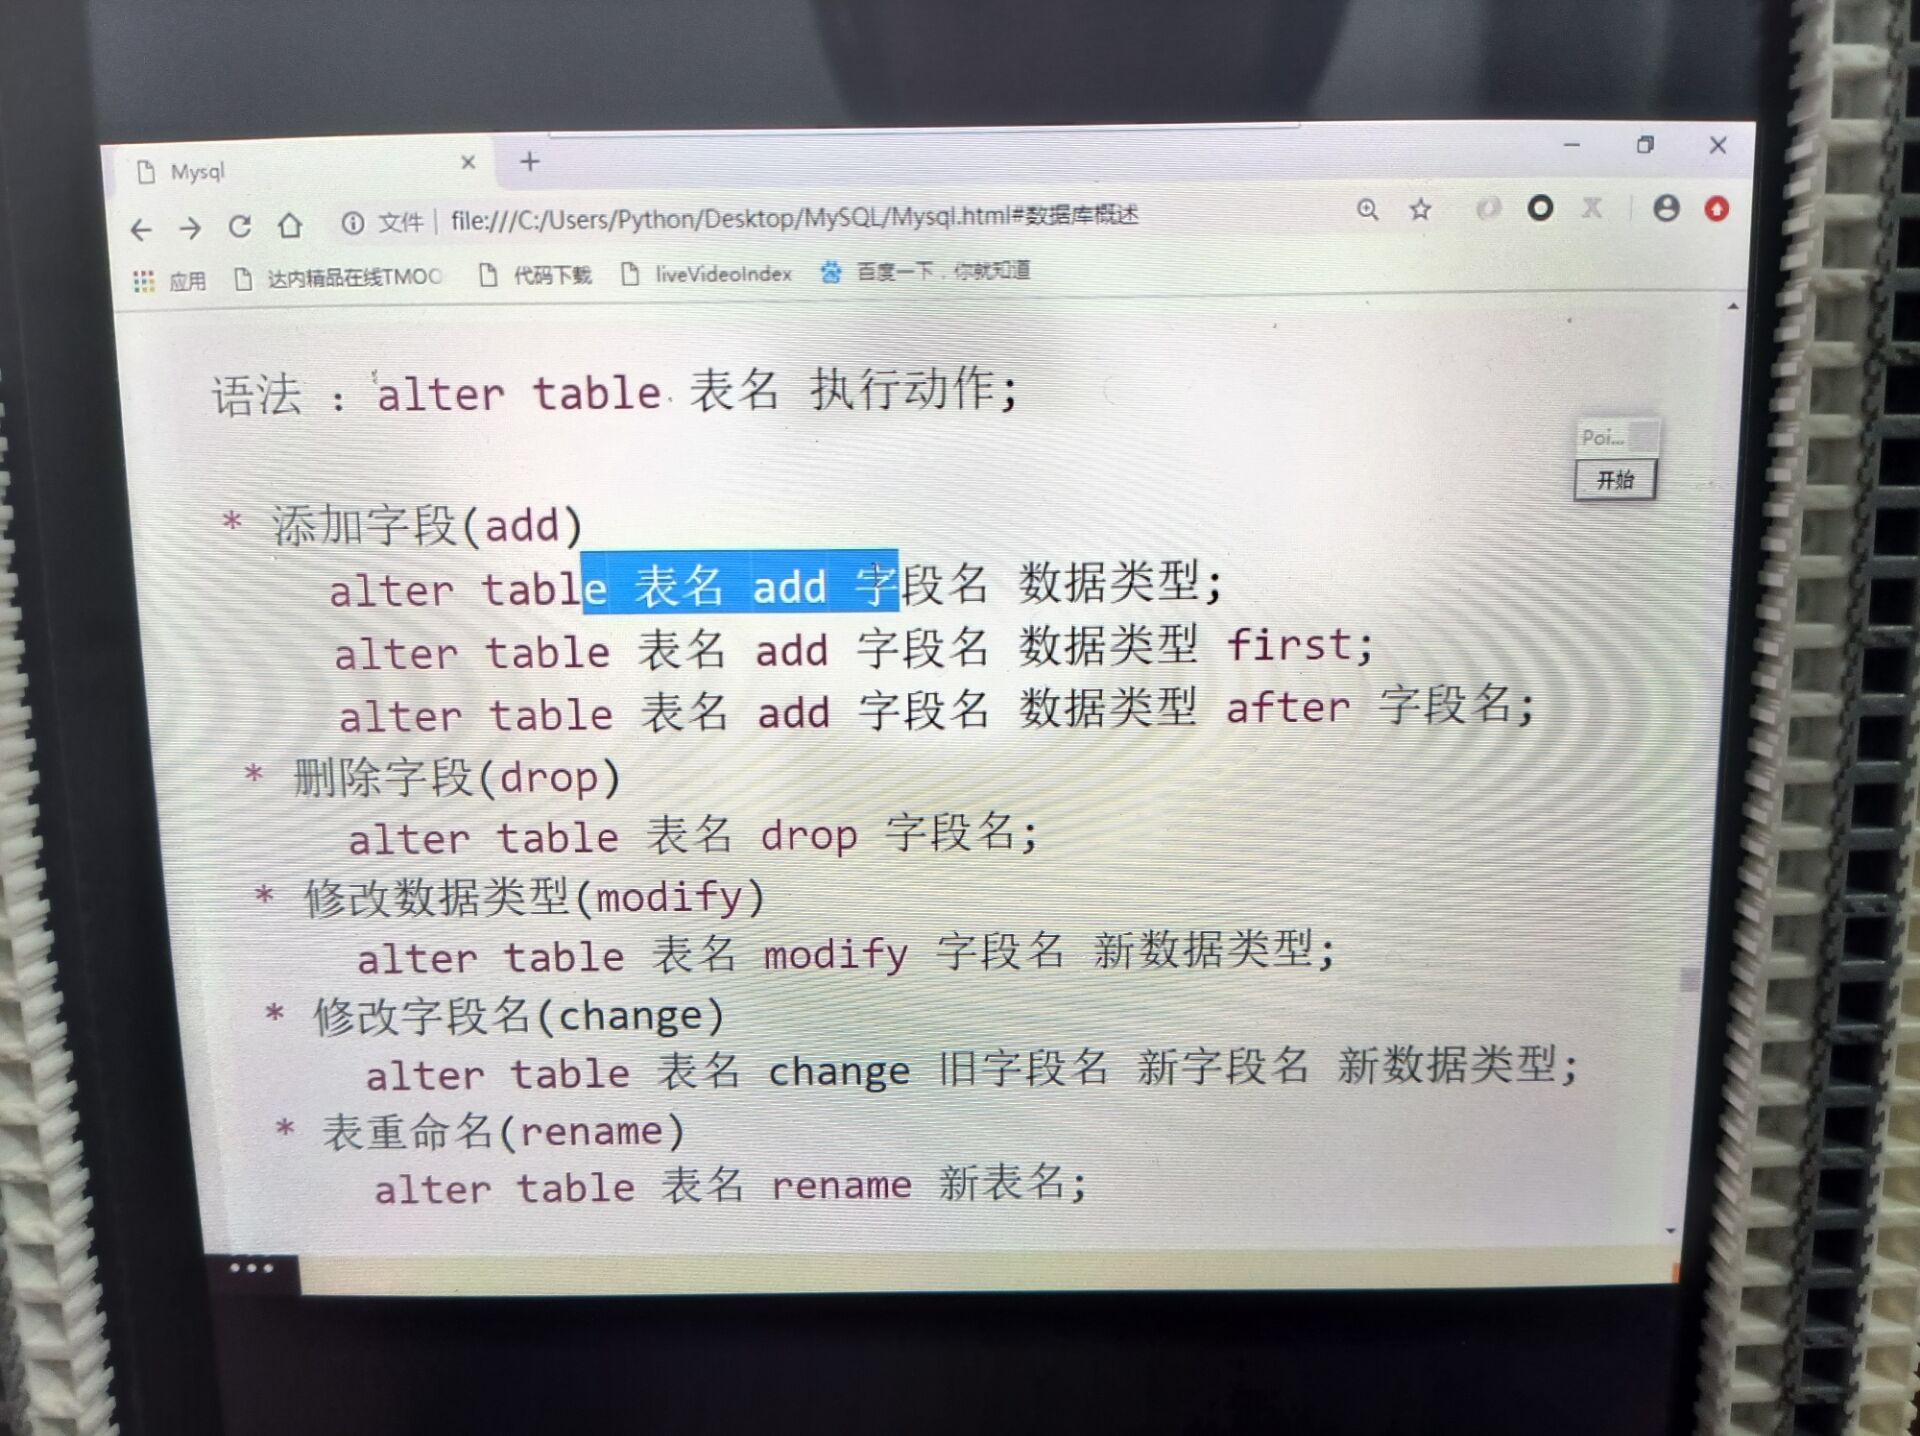 Mysql
文件 file:///C:/Users/Python/Desktop/MySQL/Mysql.html#数据库概述
应用 达内精品在线TMOO 代码下载 liveVideoIndex 百度一下，你就知道
语法 ：alter table 表名 执行动作;
Poi...
开始
* 添加字段(add)
alter table 表名 add 字段名 数据类型;
alter table 表名 add 字段名 数据类型 first;
alter table 表名 add 字段名 数据类型 after 字段名;
* 删除字段(drop)
alter table 表名 drop 字段名;
* 修改数据类型(modify)
alter table 表名 modify 字段名 新数据类型;
* 修改字段名(change)
alter table 表名 change 旧字段名 新字段名 新数据类型;
* 表重命名(rename)
alter table 表名 rename 新表名;